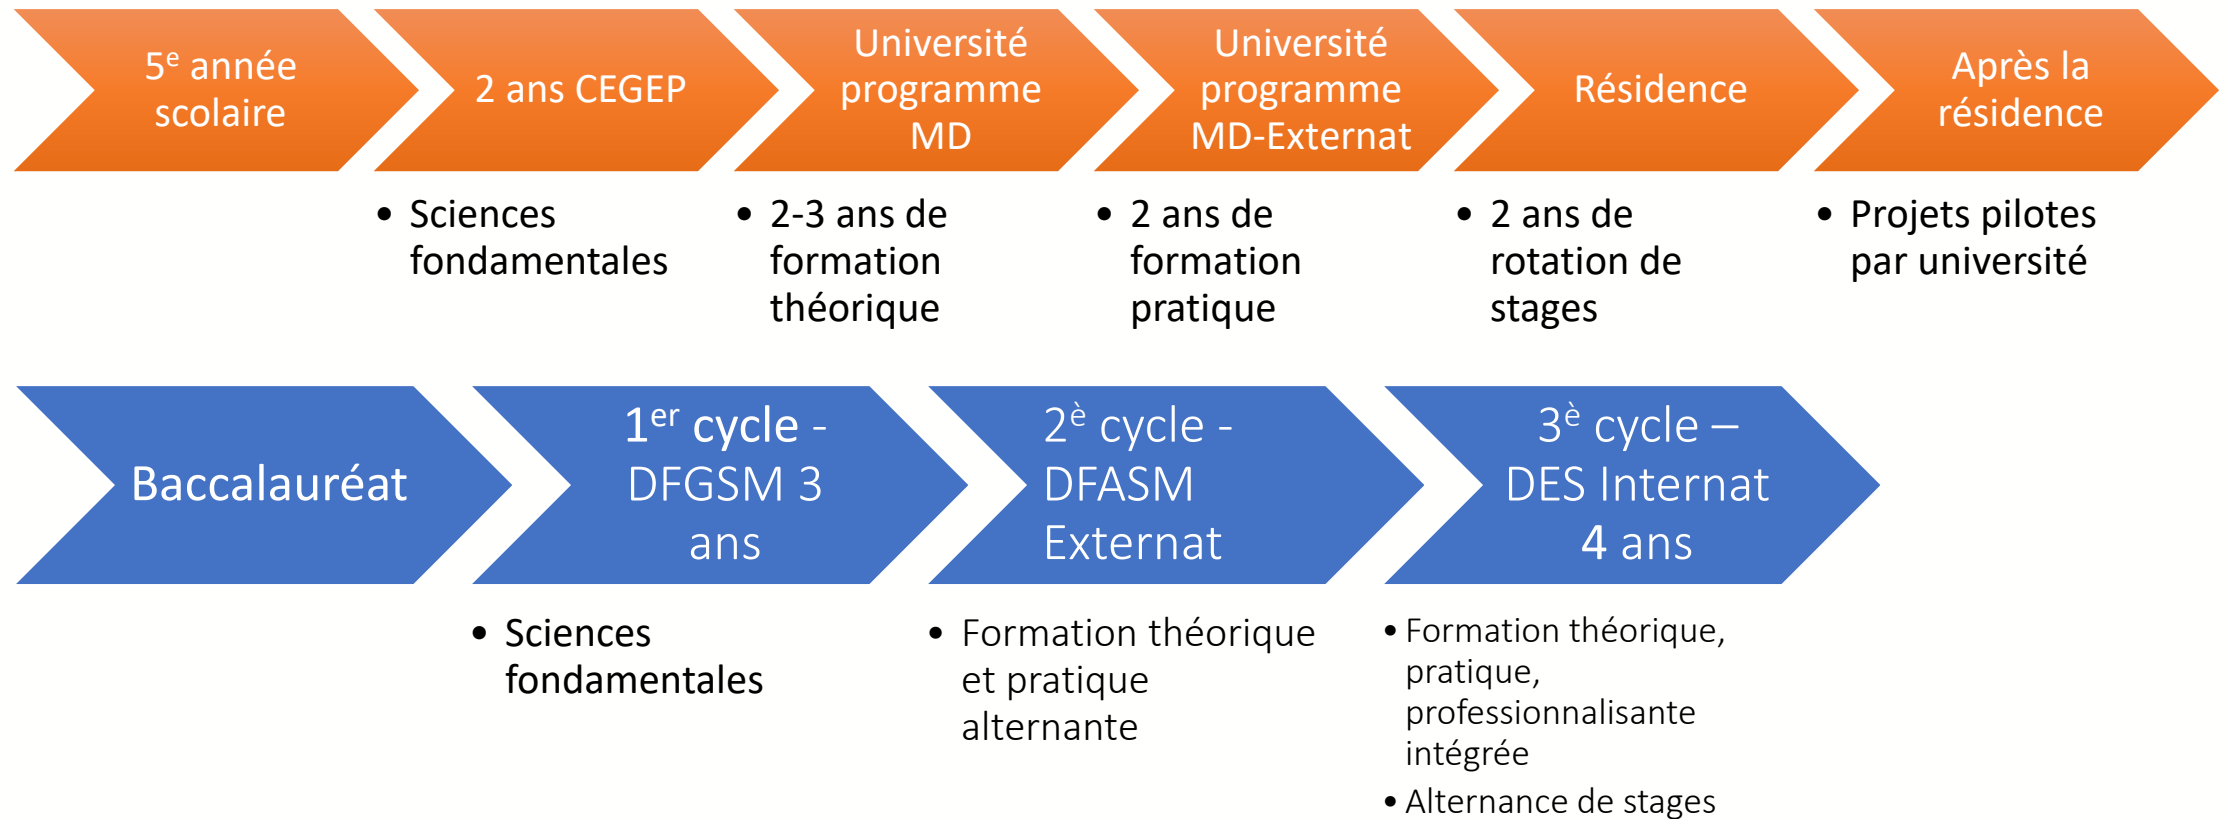 5e année
scolaire
2 ans CEGEP
Université
programme
MD
Université
programme
MD-Externat
Résidence
Après la
résidence
• Sciences
fondamentales
• 2-3 ans de
formation
théorique
• 2 ans de
formation
pratique
• 2 ans de
rotation de
stages
• Projets pilotes
par université
Baccalauréat
1er cycle -
DFGSM 3
ans
2è cycle -
DFASM
Externat
3è cycle –
DES Internat
4 ans
• Sciences
fondamentales
• Formation théorique
et pratique
alternante
• Formation théorique,
pratique,
professionnalisante
intégrée
• Alternance de stages